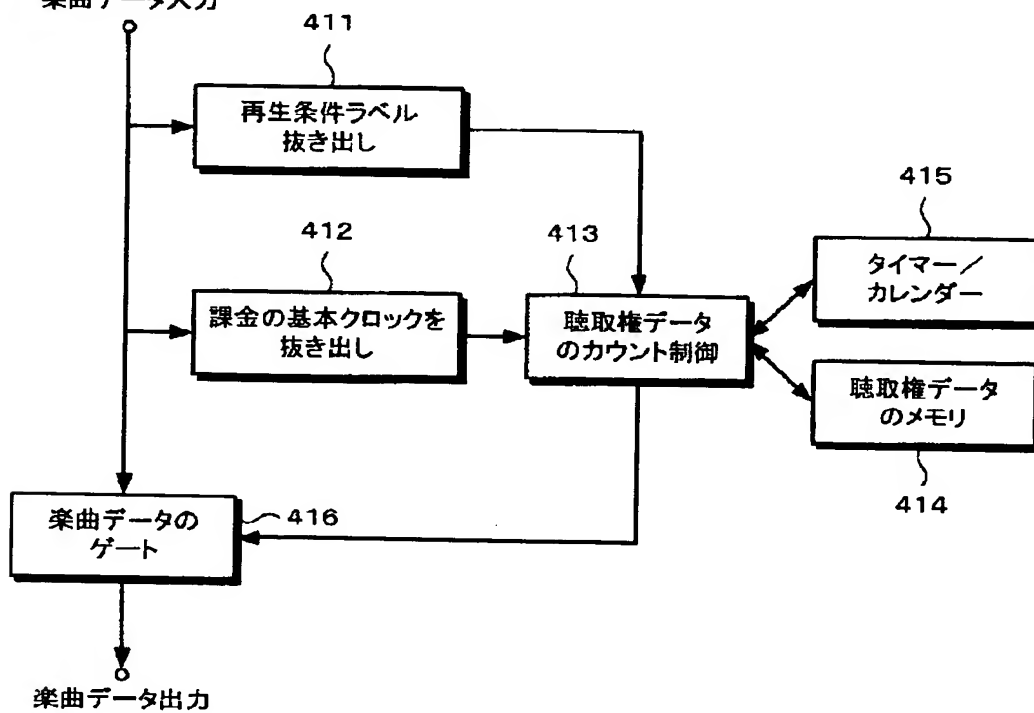 楽曲データ入力
411
再生条件ラベル
抜き出し
412
課金の基本クロックを
抜き出し
413
聴取権データ
のカウント制御
415
タイマー／
カレンダー
聴取権データ
のメモリ
414
楽曲データの
ゲート
416
楽曲データ出力